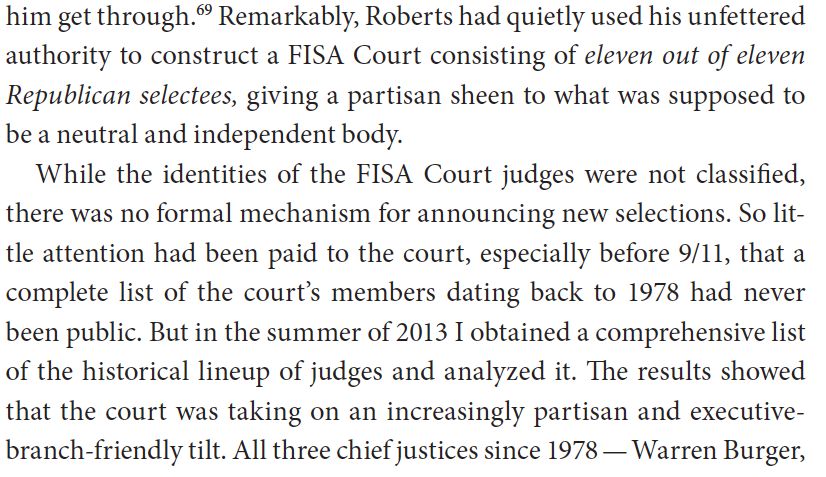 him get through.⁶⁹ Remarkably, Roberts had quietly used his unfettered
authority to construct a FISA Court consisting of eleven out of eleven
Republican selectees, giving a partisan sheen to what was supposed to
be a neutral and independent body.
While the identities of the FISA Court judges were not classified,
there was no formal mechanism for announcing new selections. So lit-
tle attention had been paid to the court, especially before 9/11, that a
complete list of the court’s members dating back to 1978 had never
been public. But in the summer of 2013 I obtained a comprehensive list
of the historical lineup of judges and analyzed it. The results showed
that the court was taking on an increasingly partisan and executive-
branch-friendly tilt. All three chief justices since 1978 — Warren Burger,